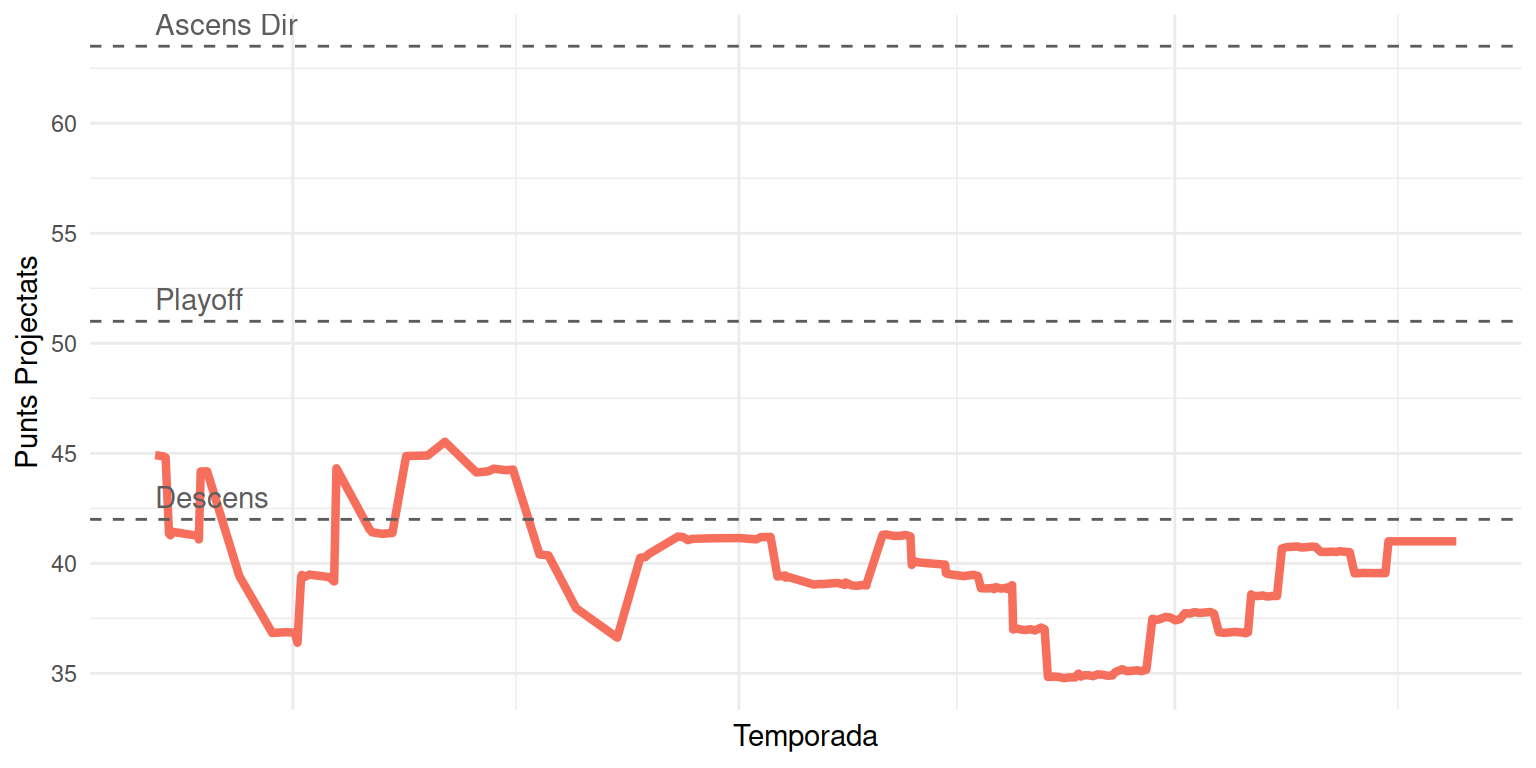 Ascens Dir
60
55
Playoff
50
45
Descens
40
35
Punts Projectats
Temporada